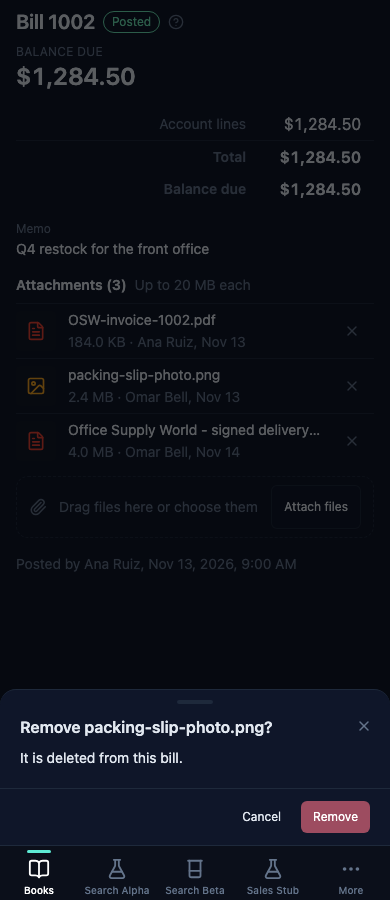 Bill 1002 Posted
BALANCE DUE
$1,284.50
Account lines $1,284.50
Total $1,284.50
Balance due $1,284.50
Memo
Q4 restock for the front office
Attachments (3) Up to 20 MB each
OSW-invoice-1002.pdf
184.0 KB · Ana Ruiz, Nov 13
packing-slip-photo.png
2.4 MB · Omar Bell, Nov 13
Office Supply World - signed delivery...
4.0 MB · Omar Bell, Nov 14
Drag files here or choose them Attach files
Posted by Ana Ruiz, Nov 13, 2026, 9:00 AM
Remove packing-slip-photo.png?
It is deleted from this bill.
Cancel Remove
Books Search Alpha Search Beta Sales Stub More